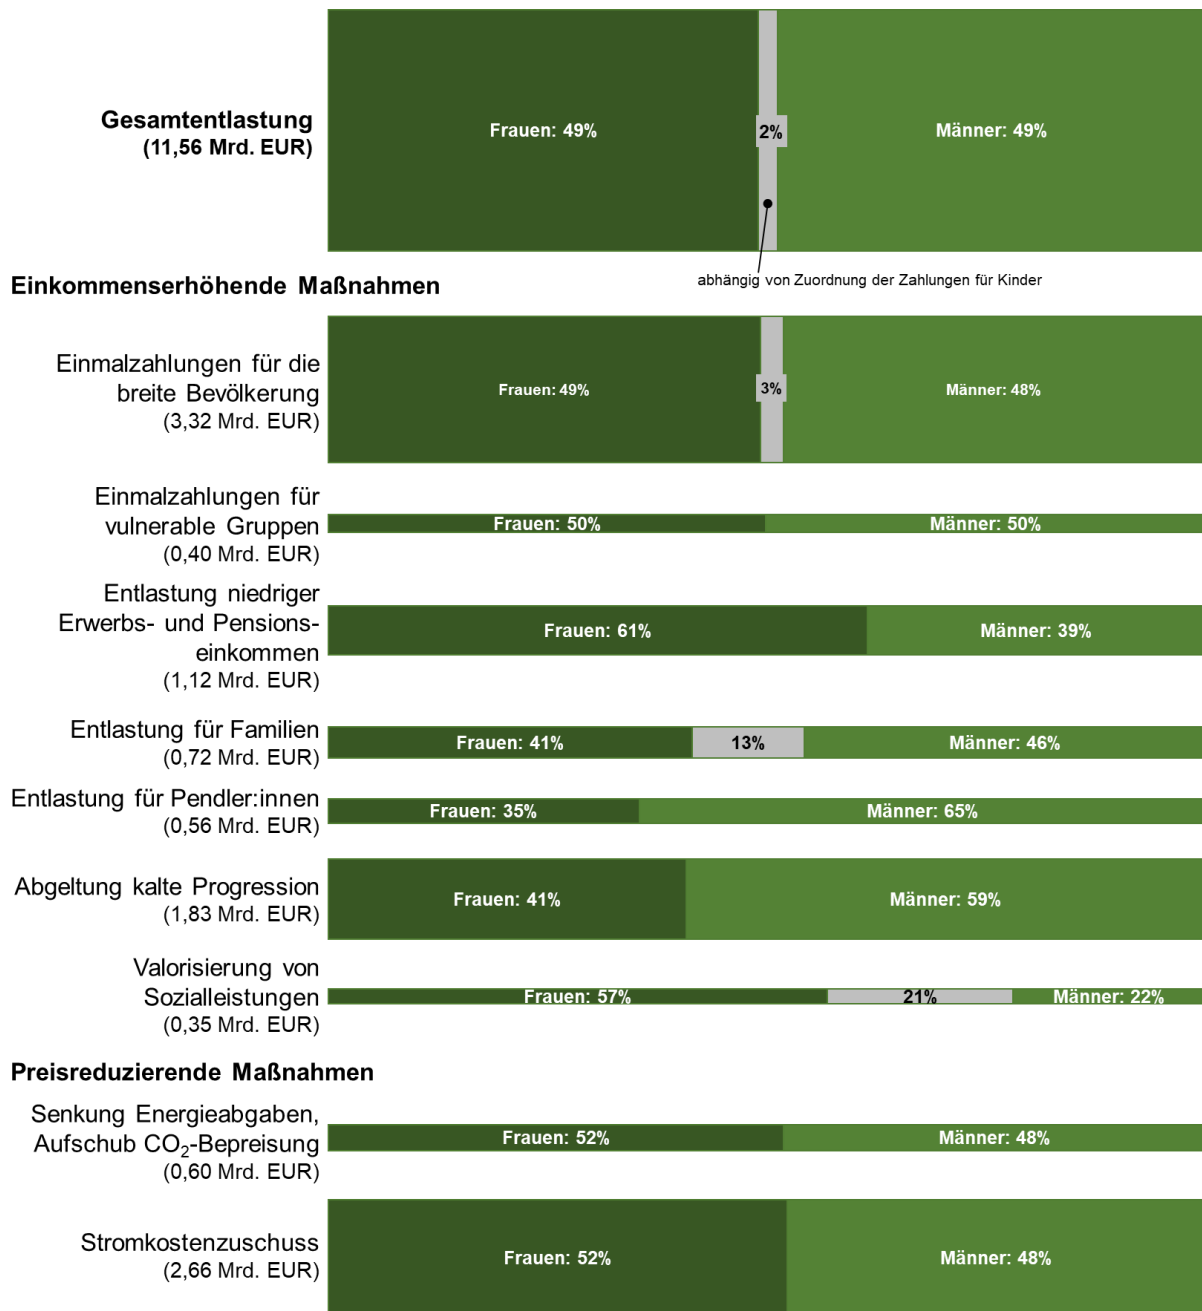 Gesamtentlastung
(11,56 Mrd. EUR)
Frauen: 49%
2%
Männer: 49%
abhängig von Zuordnung der Zahlungen für Kinder
Einkommenserhöhende Maßnahmen
Einmalzahlungen für die
breite Bevölkerung
(3,32 Mrd. EUR)
Frauen: 49%
3%
Männer: 48%
Einmalzahlungen für
vulnerable Gruppen
(0,40 Mrd. EUR)
Frauen: 50%
Männer: 50%
Entlastung niedriger
Erwerbs- und Pensions-
einkommen
(1,12 Mrd. EUR)
Frauen: 61%
Männer: 39%
Entlastung für Familien
(0,72 Mrd. EUR)
Frauen: 41%
13%
Männer: 46%
Entlastung für Pendler:innen
(0,56 Mrd. EUR)
Frauen: 35%
Männer: 65%
Abgeltung kalte Progression
(1,83 Mrd. EUR)
Frauen: 41%
Männer: 59%
Valorisierung von
Sozialleistungen
(0,35 Mrd. EUR)
Frauen: 57%
21%
Männer: 22%
Preisreduzierende Maßnahmen
Senkung Energieabgaben,
Aufschub CO₂-Bepreisung
(0,60 Mrd. EUR)
Frauen: 52%
Männer: 48%
Stromkostenzuschuss
(2,66 Mrd. EUR)
Frauen: 52%
Männer: 48%